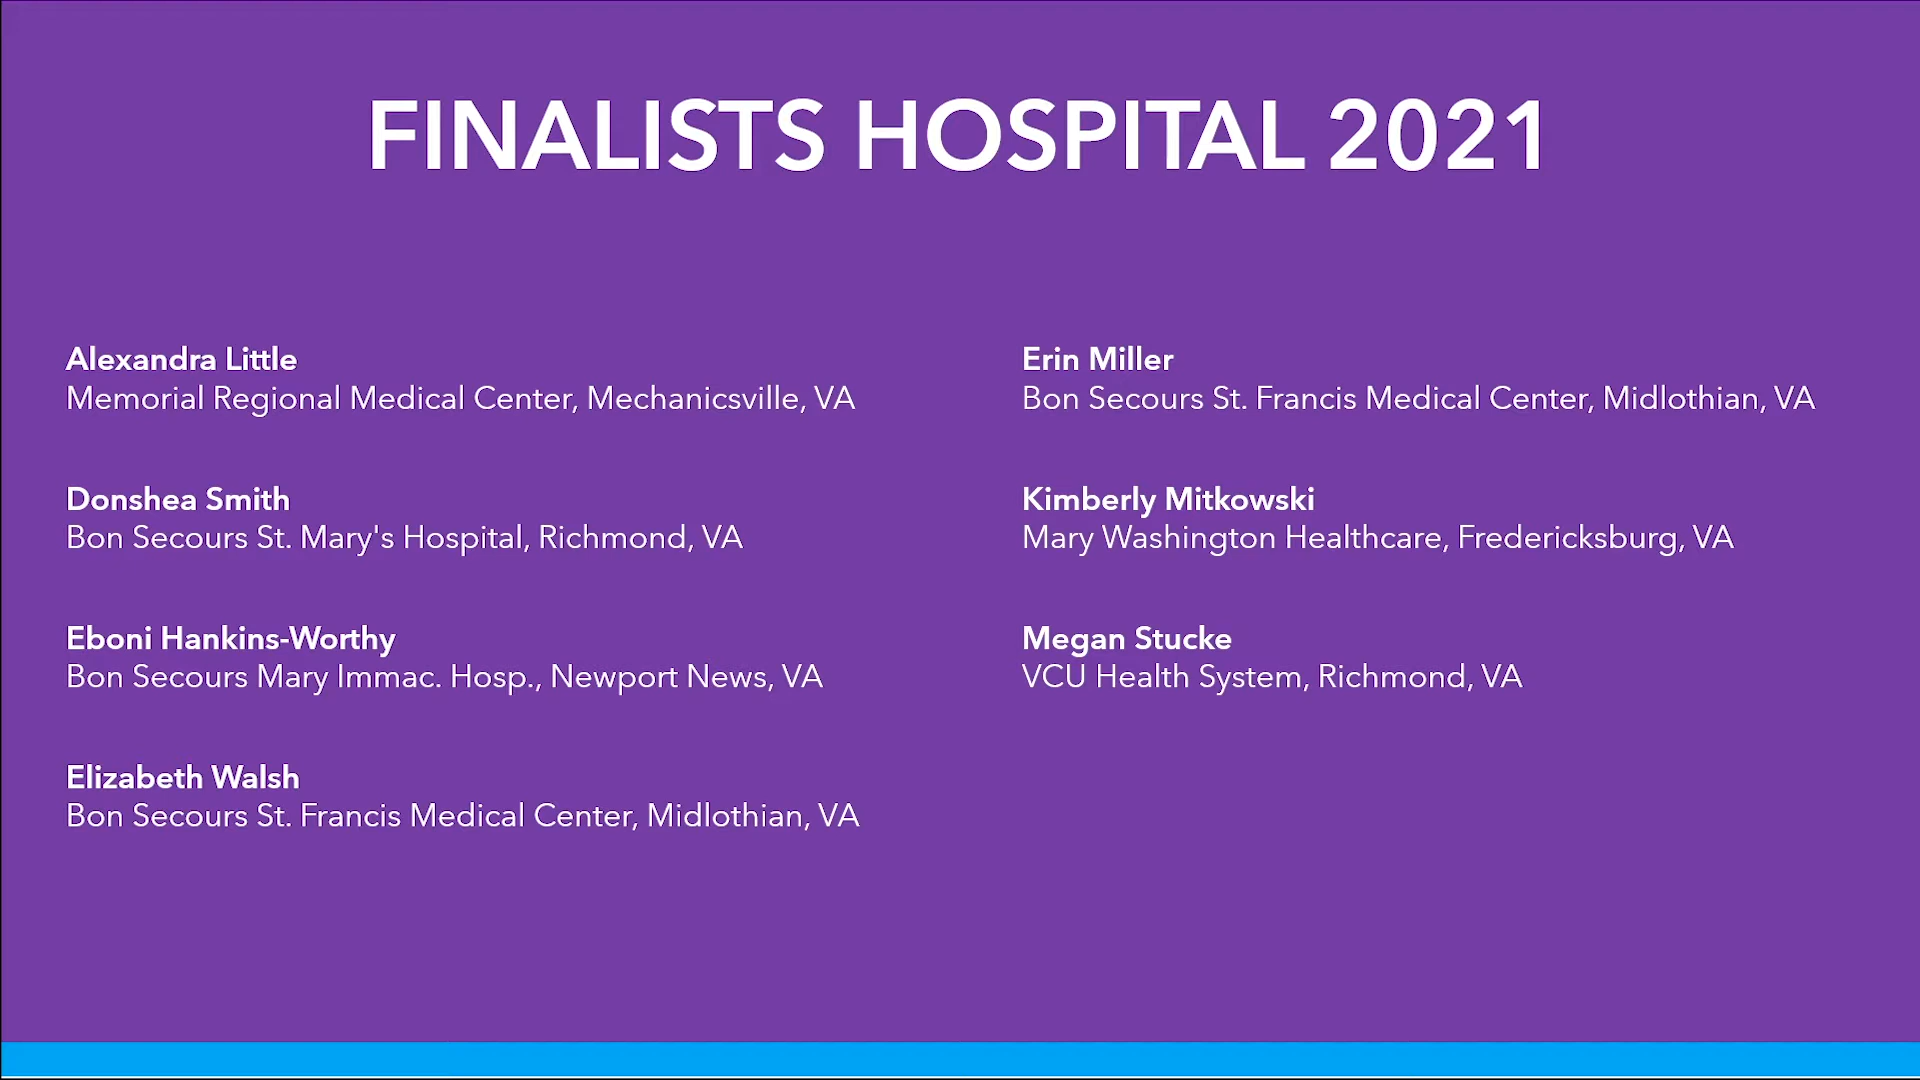 FINALISTS HOSPITAL 2021
Alexandra Little
Memorial Regional Medical Center, Mechanicsville, VA
Donshea Smith
Bon Secours St. Mary's Hospital, Richmond, VA
Eboni Hankins-Worthy
Bon Secours Mary Immac. Hosp., Newport News, VA
Elizabeth Walsh
Bon Secours St. Francis Medical Center, Midlothian, VA
Erin Miller
Bon Secours St. Francis Medical Center, Midlothian, VA
Kimberly Mitkowski
Mary Washington Healthcare, Fredericksburg, VA
Megan Stucke
VCU Health System, Richmond, VA